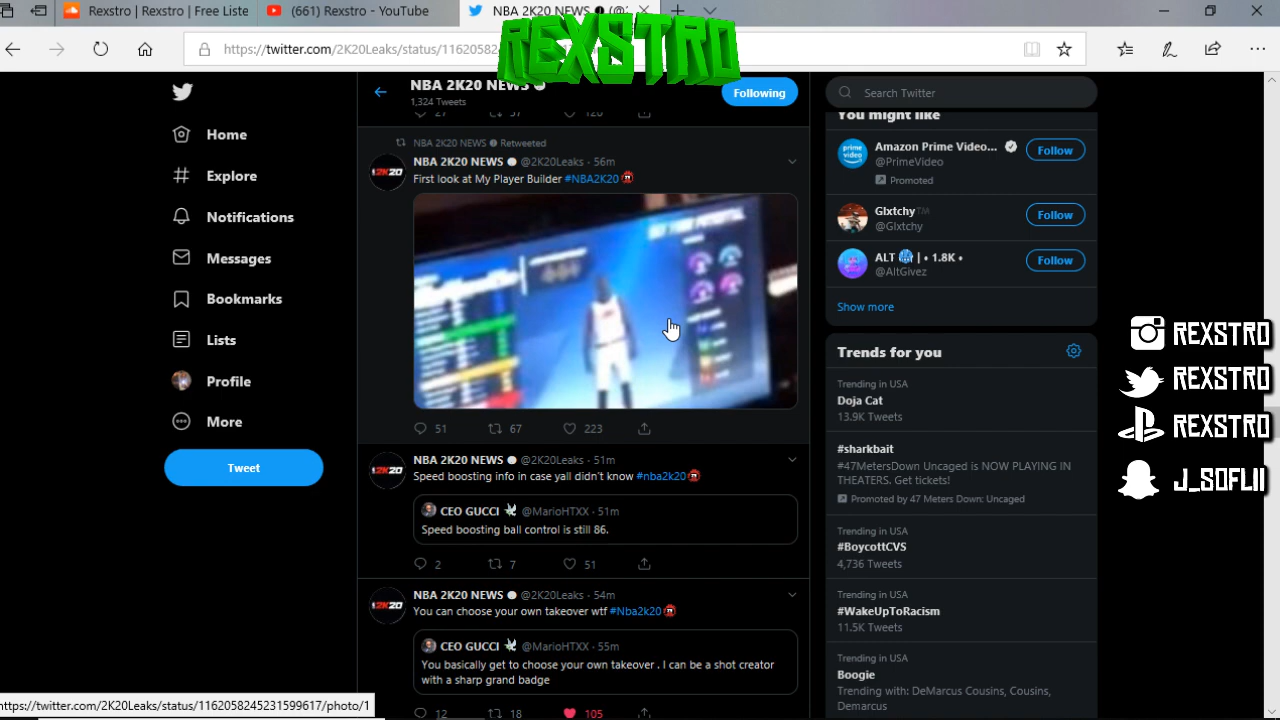 Rexstro | Rexstro | Free Liste
(661) Rexstro - YouTube
NBA 2K20 NEWS
https://twitter.com/2K20Leaks/status/11620582
REXSTRO
NBA 2K20 NEWS
1,324 Tweets
Following
Search Twitter
Home
Explore
Notifications
Messages
Bookmarks
Lists
Profile
More
Tweet
27
57
120
NBA 2K20 NEWS Retweeted
2K20
NBA 2K20 NEWS @2K20Leaks · 56m
First look at My Player Builder #NBA2K20
51
67
223
2K20
NBA 2K20 NEWS @2K20Leaks · 51m
Speed boosting info in case yall didn't know #nba2k20
CEO GUCCI @MarioHTXX · 51m
Speed boosting ball control is still 86.
2
7
51
2K20
NBA 2K20 NEWS @2K20Leaks · 54m
You can choose your own takeover wtf #Nba2k20
CEO GUCCI @MarioHTXX · 55m
You basically get to choose your own takeover . I can be a shot creator
with a sharp grand badge
12
18
105
You might like
prime video
Amazon Prime Video...
@PrimeVideo
Promoted
Follow
Glxtchy™
@Glxtchy
Follow
ALT | • 1.8K •
@AltGivez
Follow
Show more
Trends for you
Trending in USA
Doja Cat
13.9K Tweets
#sharkbait
#47MetersDown Uncaged is NOW PLAYING IN
THEATERS. Get tickets!
Promoted by 47 Meters Down: Uncaged
Trending in USA
#BoycottCVS
4,736 Tweets
Trending in USA
#WakeUpToRacism
11.5K Tweets
Trending in USA
Boogie
Trending with: DeMarcus Cousins, Cousins,
Demarcus
REXSTRO
REXSTRO
REXSTRO
J_SOFLII
https://twitter.com/2K20Leaks/status/1162058245231599617/photo/1